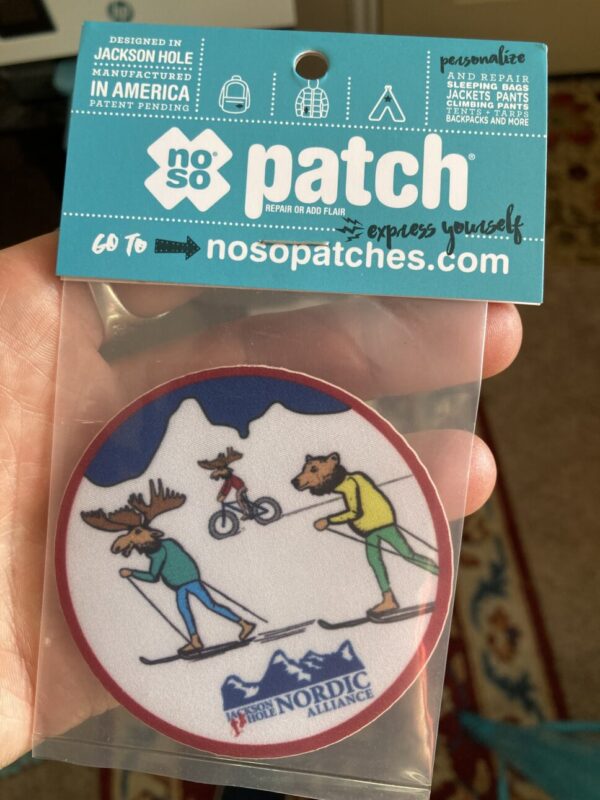 DESIGNED IN
JACKSON HOLE
MANUFACTURED
IN AMERICA
PATENT PENDING
personalize
AND REPAIR
SLEEPING BAGS
JACKETS PANTS
CLIMBING PANTS
TENTS + TARPS
BACKPACKS AND MORE
no®
so
patch®
REPAIR OR ADD FLAIR
express yourself
GO TO
nosopatches.com
JACKSON
HOLE
NORDIC
ALLIANCE